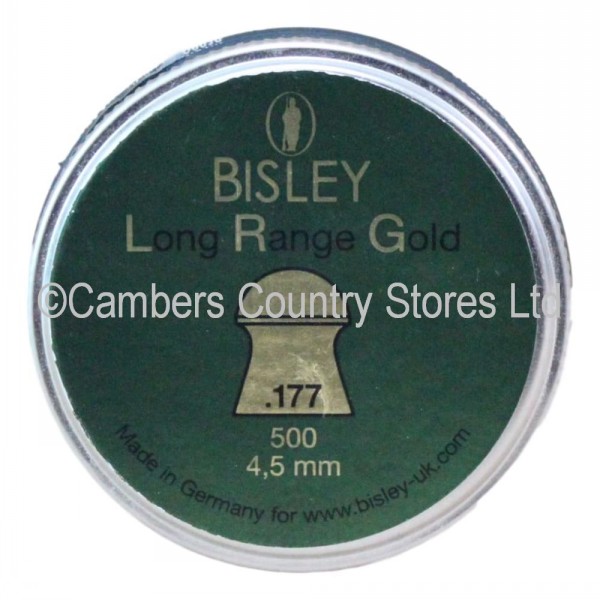 BISLEY
Long Range Gold
©Cambers Country Stores Ltd
.177
500
4,5 mm
Made in Germany for www.bisley-uk.com